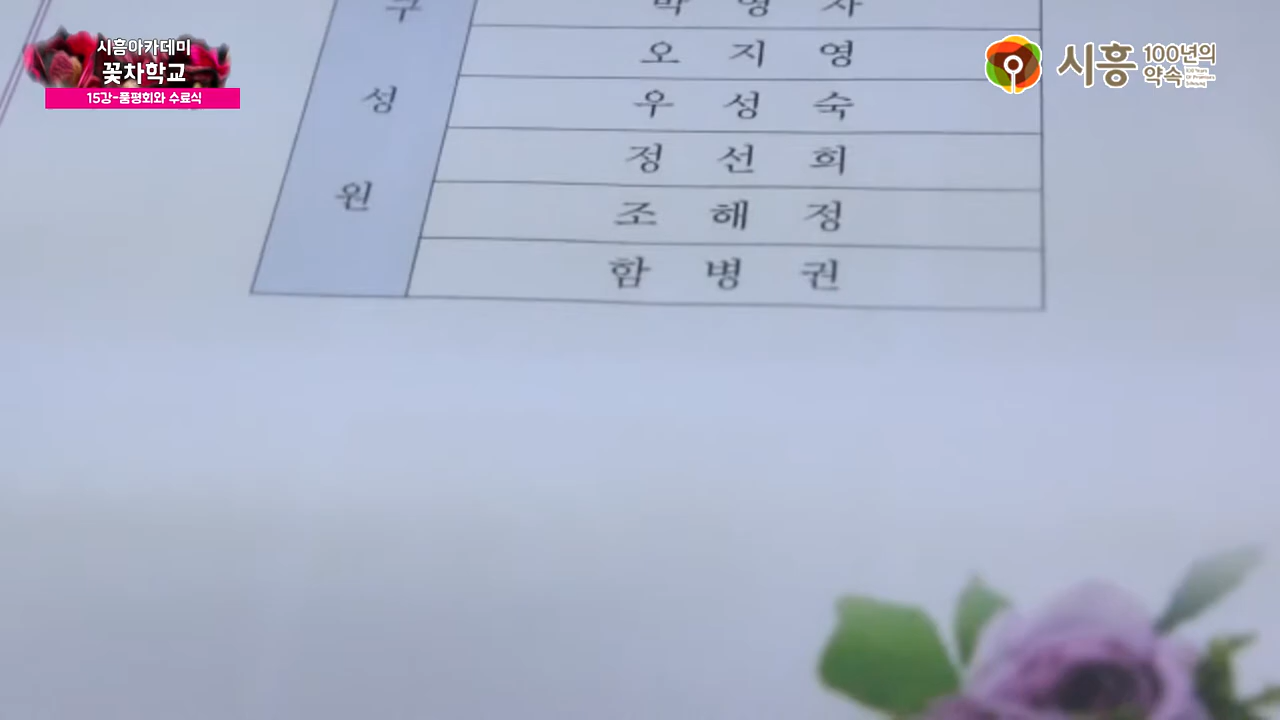 시흥아카데미
꽃차학교
15강-품평회와 수료식
시흥 100년의
약속
구 성 원
오 지 영
우 성 숙
정 선 희
조 해 정
함 병 권